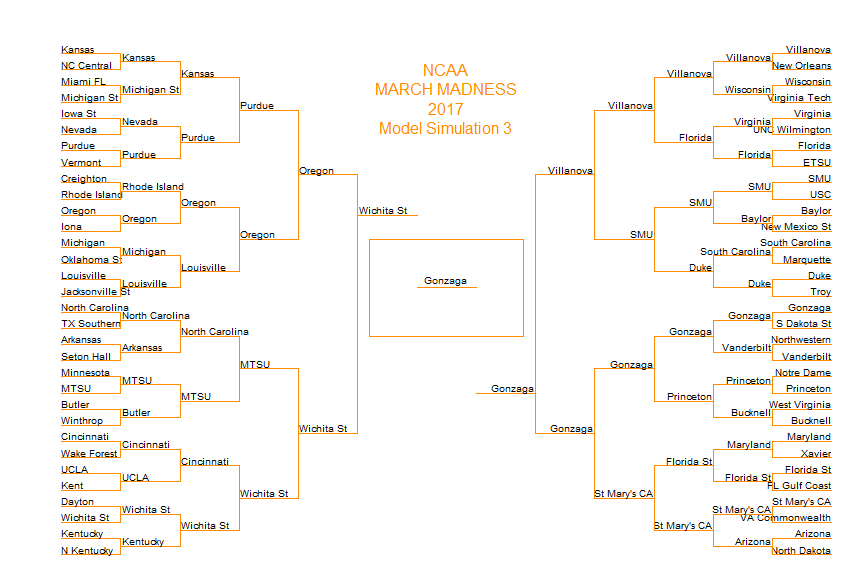 NCAA
MARCH MADNESS
2017
Model Simulation 3
Kansas
NC Central
Miami FL
Michigan St
Iowa St
Nevada
Purdue
Vermont
Creighton
Rhode Island
Oregon
Iona
Michigan
Oklahoma St
Louisville
Jacksonville St
North Carolina
TX Southern
Arkansas
Seton Hall
Minnesota
MTSU
Butler
Winthrop
Cincinnati
Wake Forest
UCLA
Kent
Dayton
Wichita St
Kentucky
N Kentucky
Kansas
Michigan St
Nevada
Purdue
Rhode Island
Oregon
Michigan
Louisville
North Carolina
Arkansas
MTSU
Butler
Cincinnati
UCLA
Wichita St
Kentucky
Kansas
Purdue
Oregon
Louisville
North Carolina
MTSU
Cincinnati
Wichita St
Purdue
Oregon
MTSU
Wichita St
Oregon
Wichita St
Wichita St
Gonzaga
Gonzaga
Villanova
Gonzaga
Villanova
SMU
Gonzaga
St Mary's CA
Villanova
Florida
SMU
Duke
Gonzaga
Princeton
Florida St
St Mary's CA
Villanova
Wisconsin
Virginia
Florida
SMU
Baylor
South Carolina
Duke
Gonzaga
Vanderbilt
Princeton
Bucknell
Maryland
Florida St
St Mary's CA
Arizona
Villanova
New Orleans
Wisconsin
Virginia Tech
Virginia
UNC Wilmington
Florida
ETSU
SMU
USC
Baylor
New Mexico St
South Carolina
Marquette
Duke
Troy
Gonzaga
S Dakota St
Northwestern
Vanderbilt
Notre Dame
Princeton
West Virginia
Bucknell
Maryland
Xavier
Florida St
FL Gulf Coast
St Mary's CA
VA Commonwealth
Arizona
North Dakota